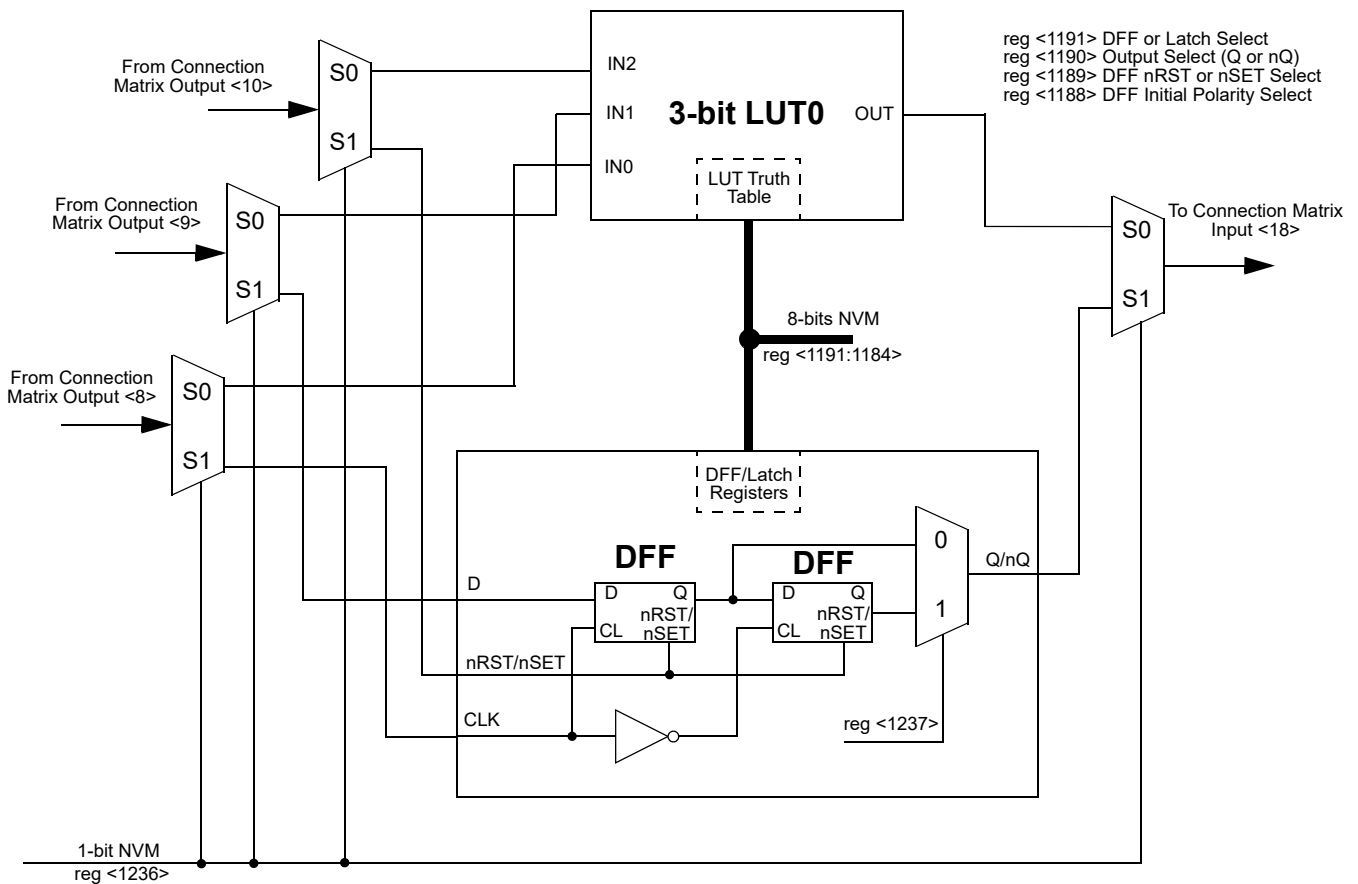 From Connection
Matrix Output <10>
S0
S1
From Connection
Matrix Output <9>
S0
S1
From Connection
Matrix Output <8>
S0
S1
IN2
IN1
IN0
3-bit LUT0
OUT
LUT Truth
Table
reg <1191> DFF or Latch Select
reg <1190> Output Select (Q or nQ)
reg <1189> DFF nRST or nSET Select
reg <1188> DFF Initial Polarity Select
S0
S1
To Connection Matrix
Input <18>
8-bits NVM
reg <1191:1184>
DFF/Latch
Registers
D
nRST/nSET
CLK
DFF
D
Q
nRST/
nSET
CL
DFF
D
Q
nRST/
nSET
CL
0
1
Q/nQ
reg <1237>
1-bit NVM
reg <1236>